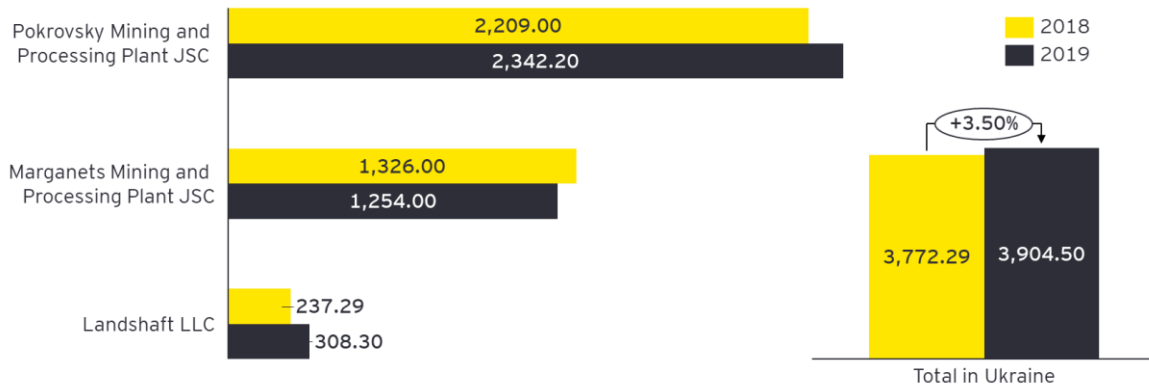 Pokrovsky Mining and
Processing Plant JSC
2,209.00
2,342.20
2018
2019
Marganets Mining and
Processing Plant JSC
1,326.00
1,254.00
Landshaft LLC
237.29
308.30
+3.50%
3,772.29
3,904.50
Total in Ukraine